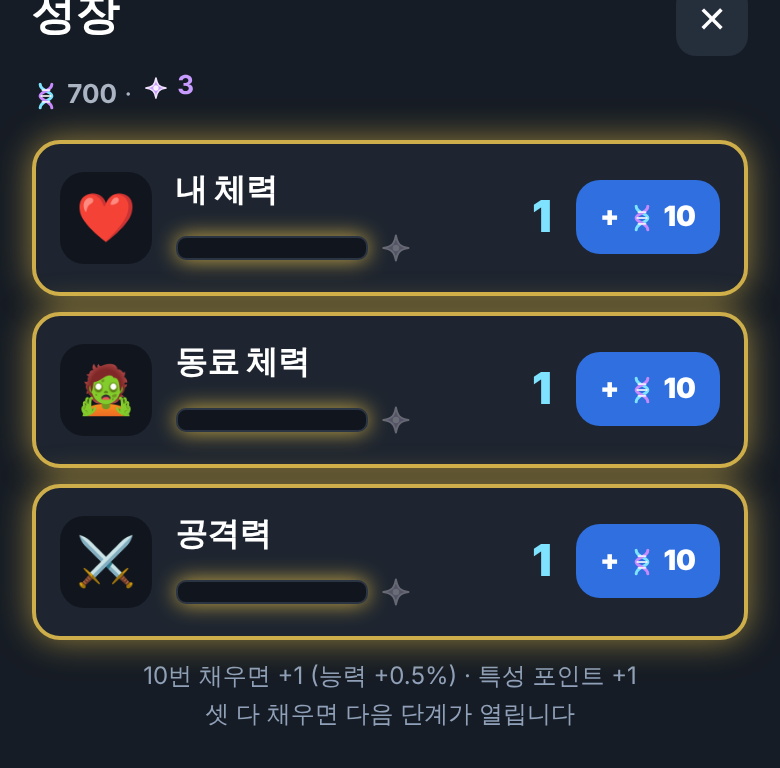 성장
×
700 · 3
내 체력
1
+ 10
동료 체력
1
+ 10
공격력
1
+ 10
10번 채우면 +1 (능력 +0.5%) · 특성 포인트 +1
셋 다 채우면 다음 단계가 열립니다